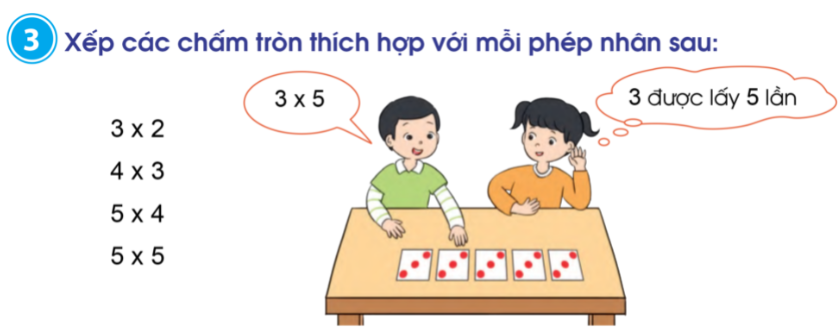 3 Xếp các chấm tròn thích hợp với mỗi phép nhân sau:
3 x 5
3 được lấy 5 lần
3 x 2
4 x 3
5 x 4
5 x 5